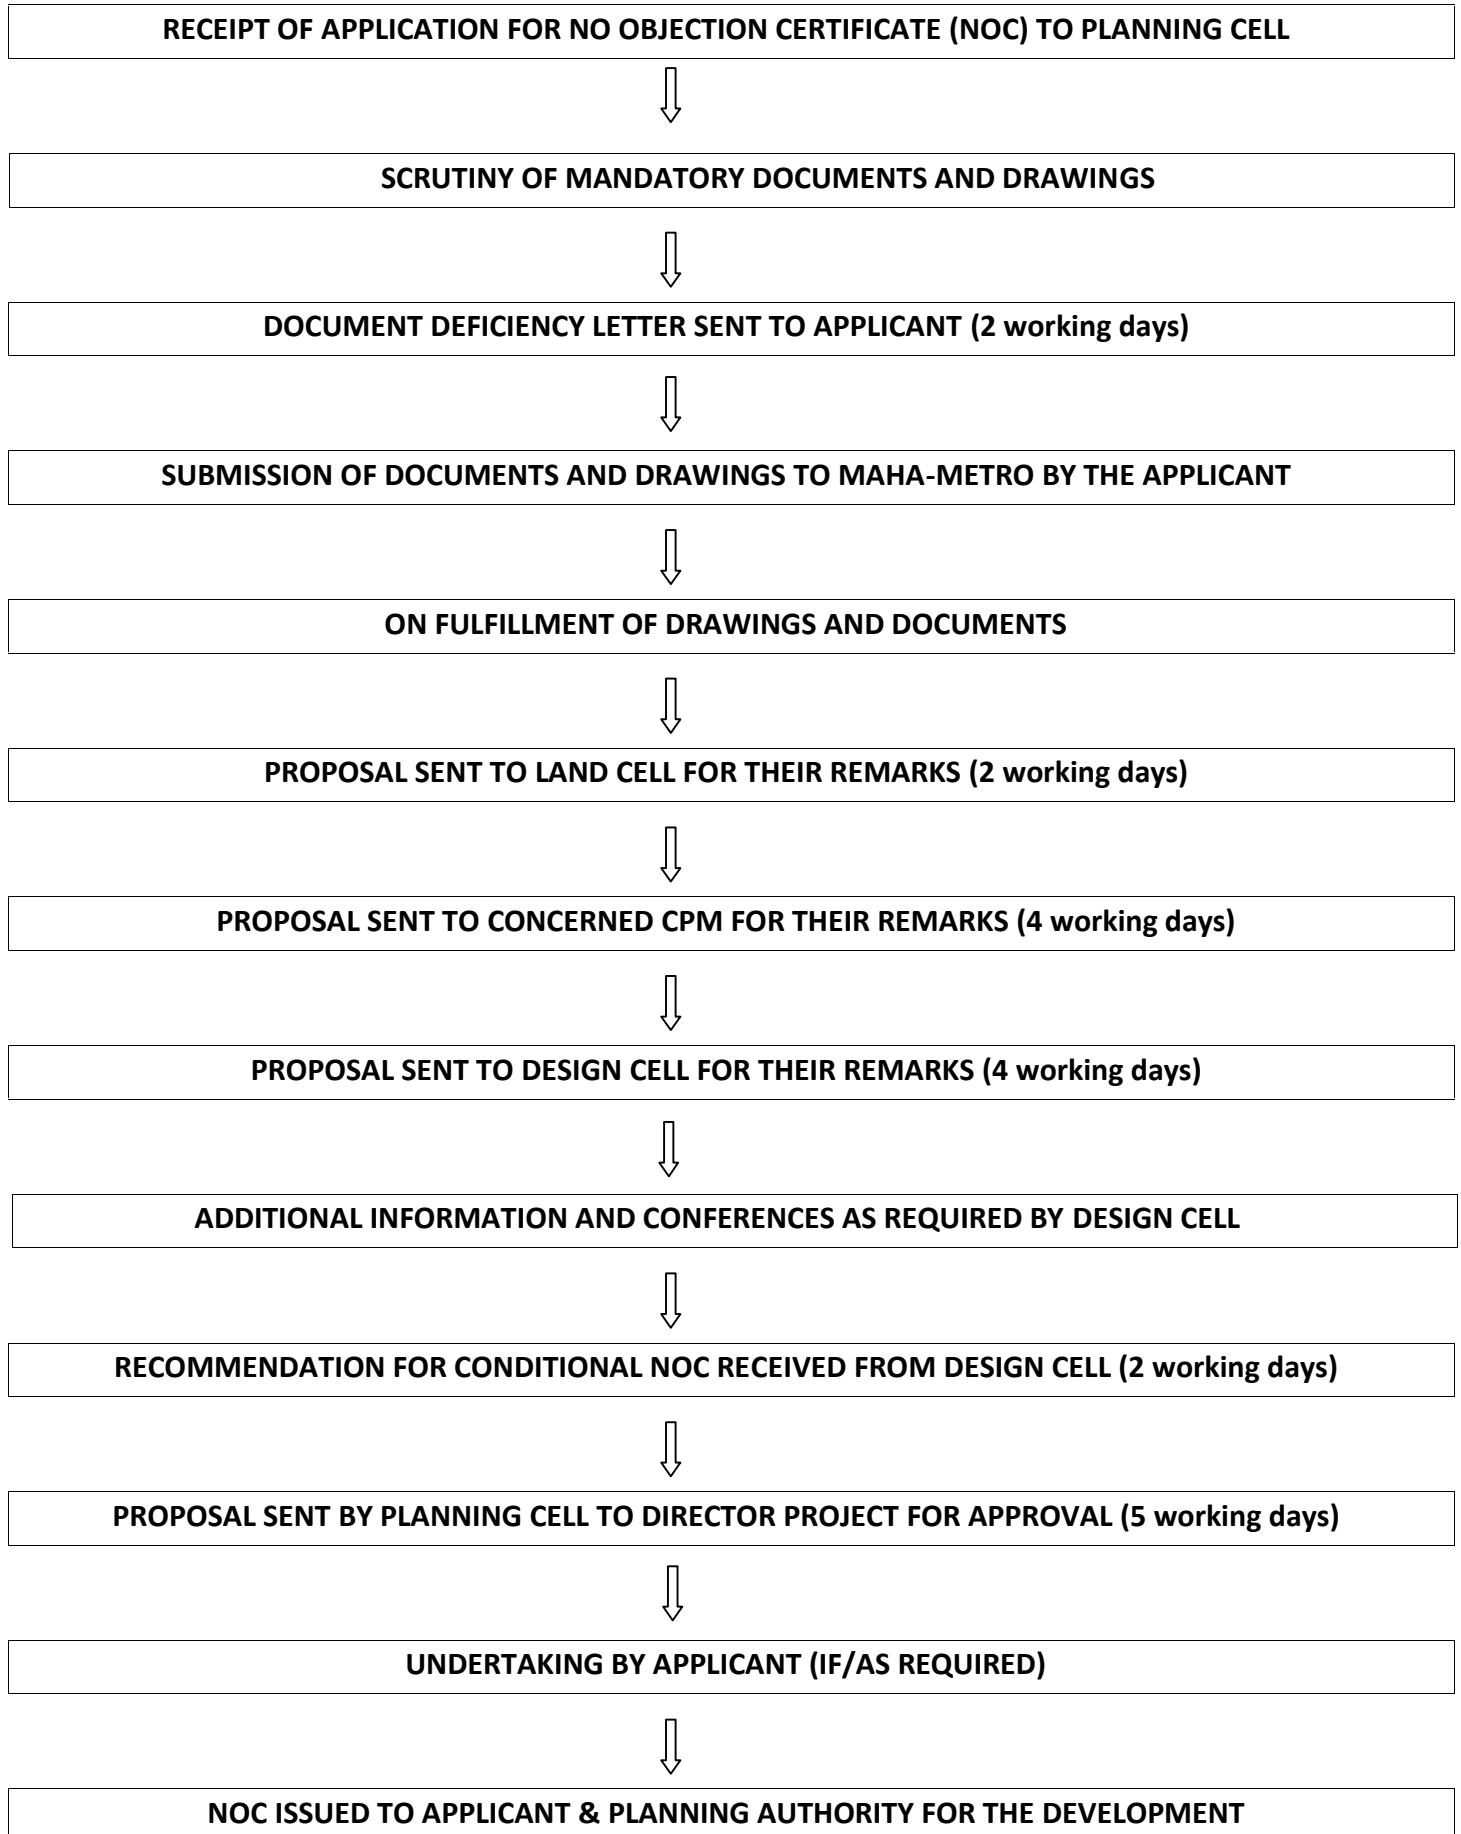 RECEIPT OF APPLICATION FOR NO OBJECTION CERTIFICATE (NOC) TO PLANNING CELL
SCRUTINY OF MANDATORY DOCUMENTS AND DRAWINGS
DOCUMENT DEFICIENCY LETTER SENT TO APPLICANT (2 working days)
SUBMISSION OF DOCUMENTS AND DRAWINGS TO MAHA-METRO BY THE APPLICANT
ON FULFILLMENT OF DRAWINGS AND DOCUMENTS
PROPOSAL SENT TO LAND CELL FOR THEIR REMARKS (2 working days)
PROPOSAL SENT TO CONCERNED CPM FOR THEIR REMARKS (4 working days)
PROPOSAL SENT TO DESIGN CELL FOR THEIR REMARKS (4 working days)
ADDITIONAL INFORMATION AND CONFERENCES AS REQUIRED BY DESIGN CELL
RECOMMENDATION FOR CONDITIONAL NOC RECEIVED FROM DESIGN CELL (2 working days)
PROPOSAL SENT BY PLANNING CELL TO DIRECTOR PROJECT FOR APPROVAL (5 working days)
UNDERTAKING BY APPLICANT (IF/AS REQUIRED)
NOC ISSUED TO APPLICANT & PLANNING AUTHORITY FOR THE DEVELOPMENT